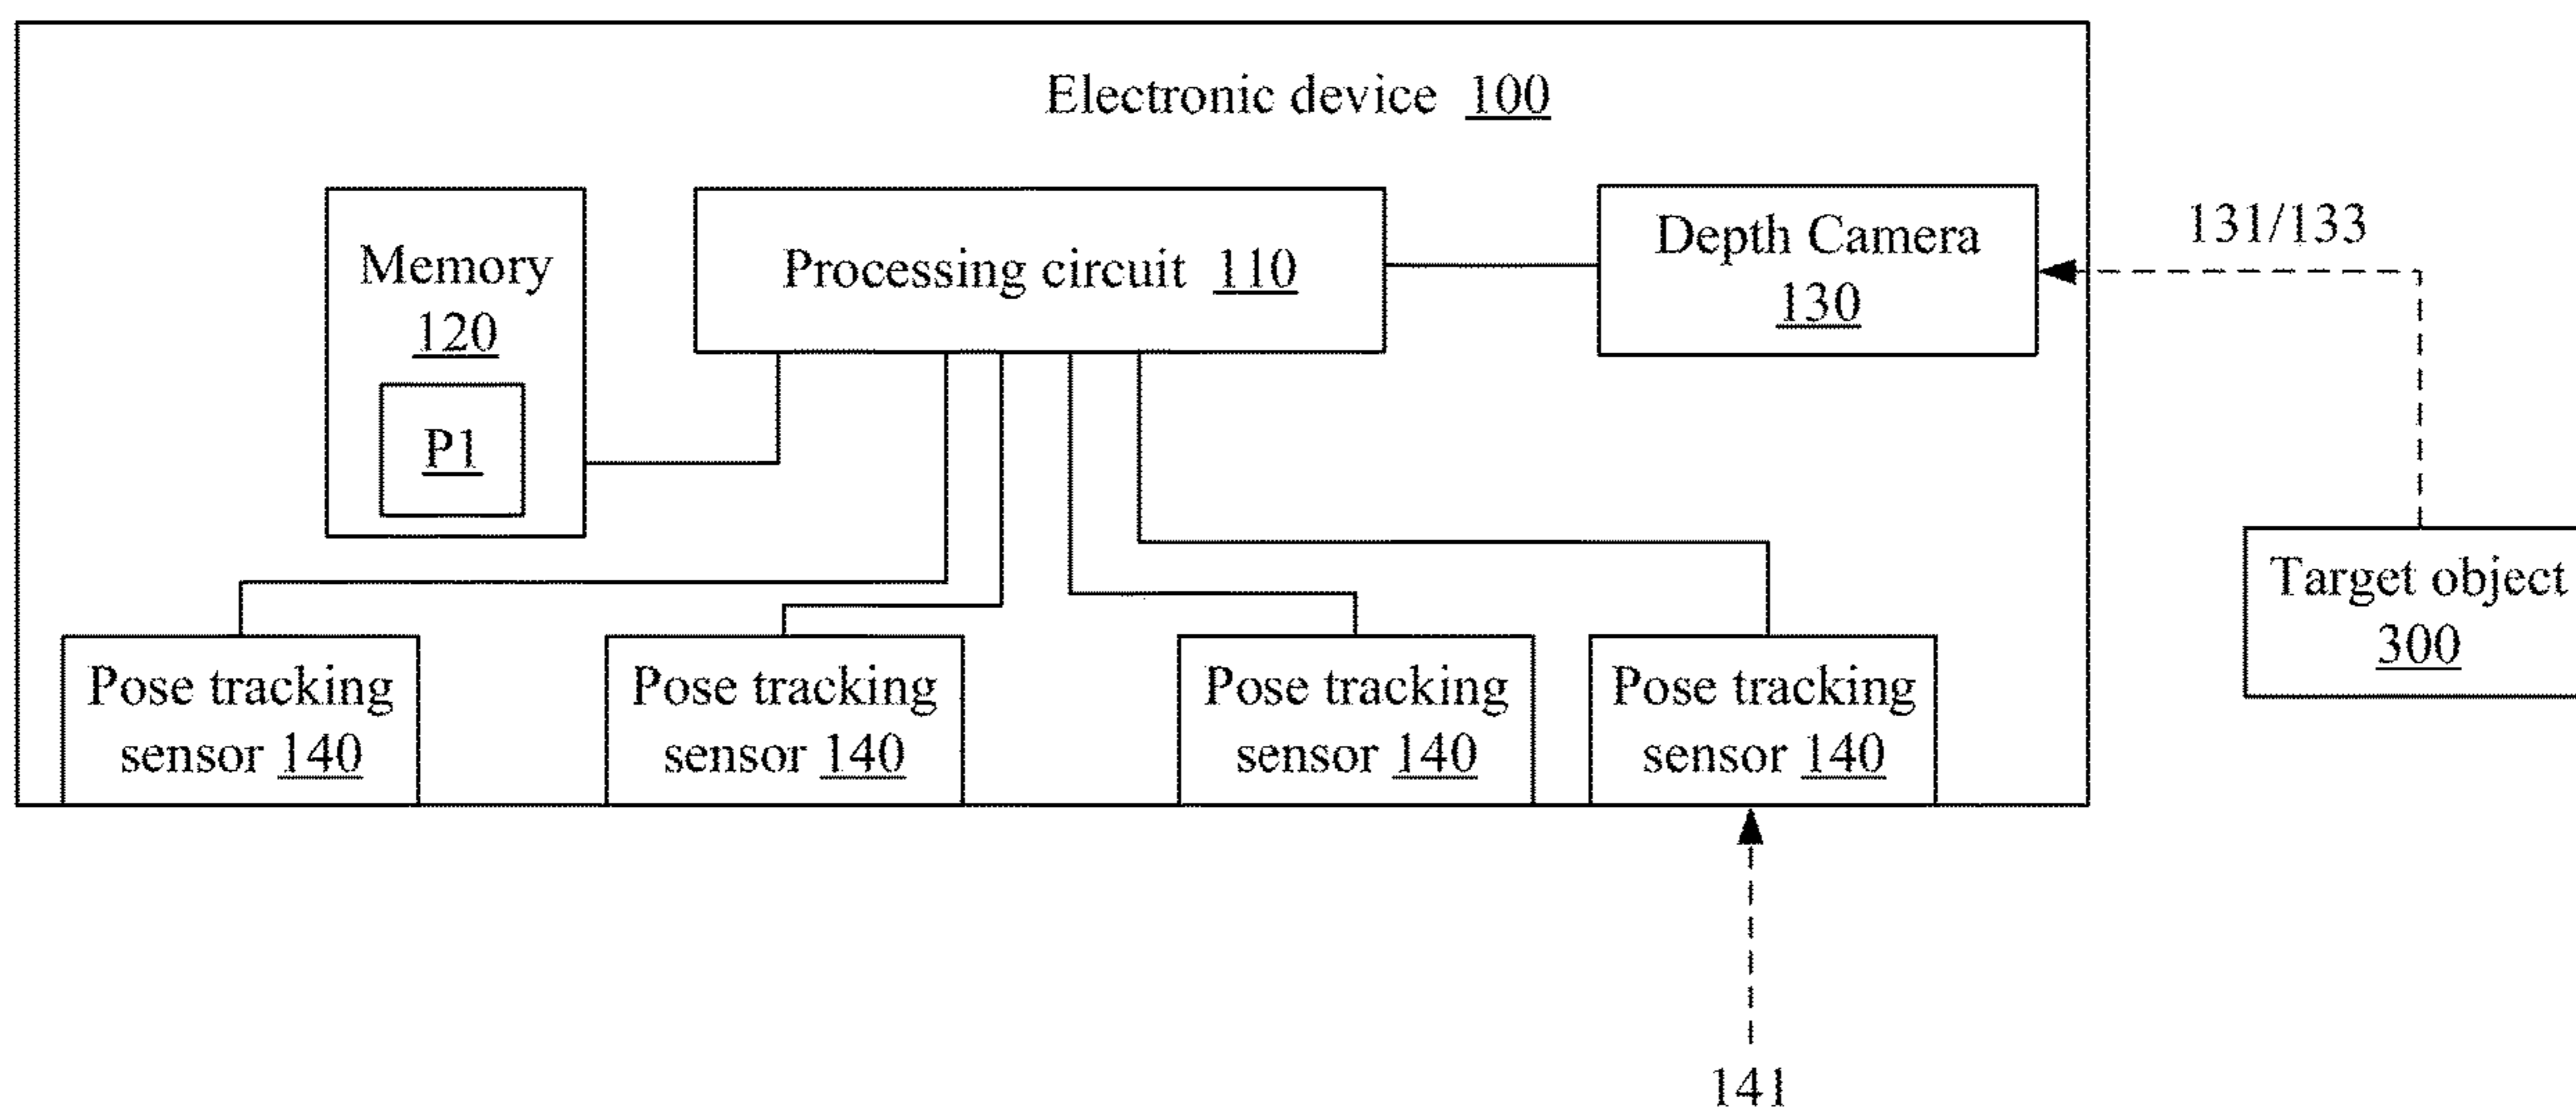 Electronic device 100
Memory
120
P1
Processing circuit 110
Depth Camera
130
131/133
Target object
300
Pose tracking
sensor 140
Pose tracking
sensor 140
Pose tracking
sensor 140
Pose tracking
sensor 140
141